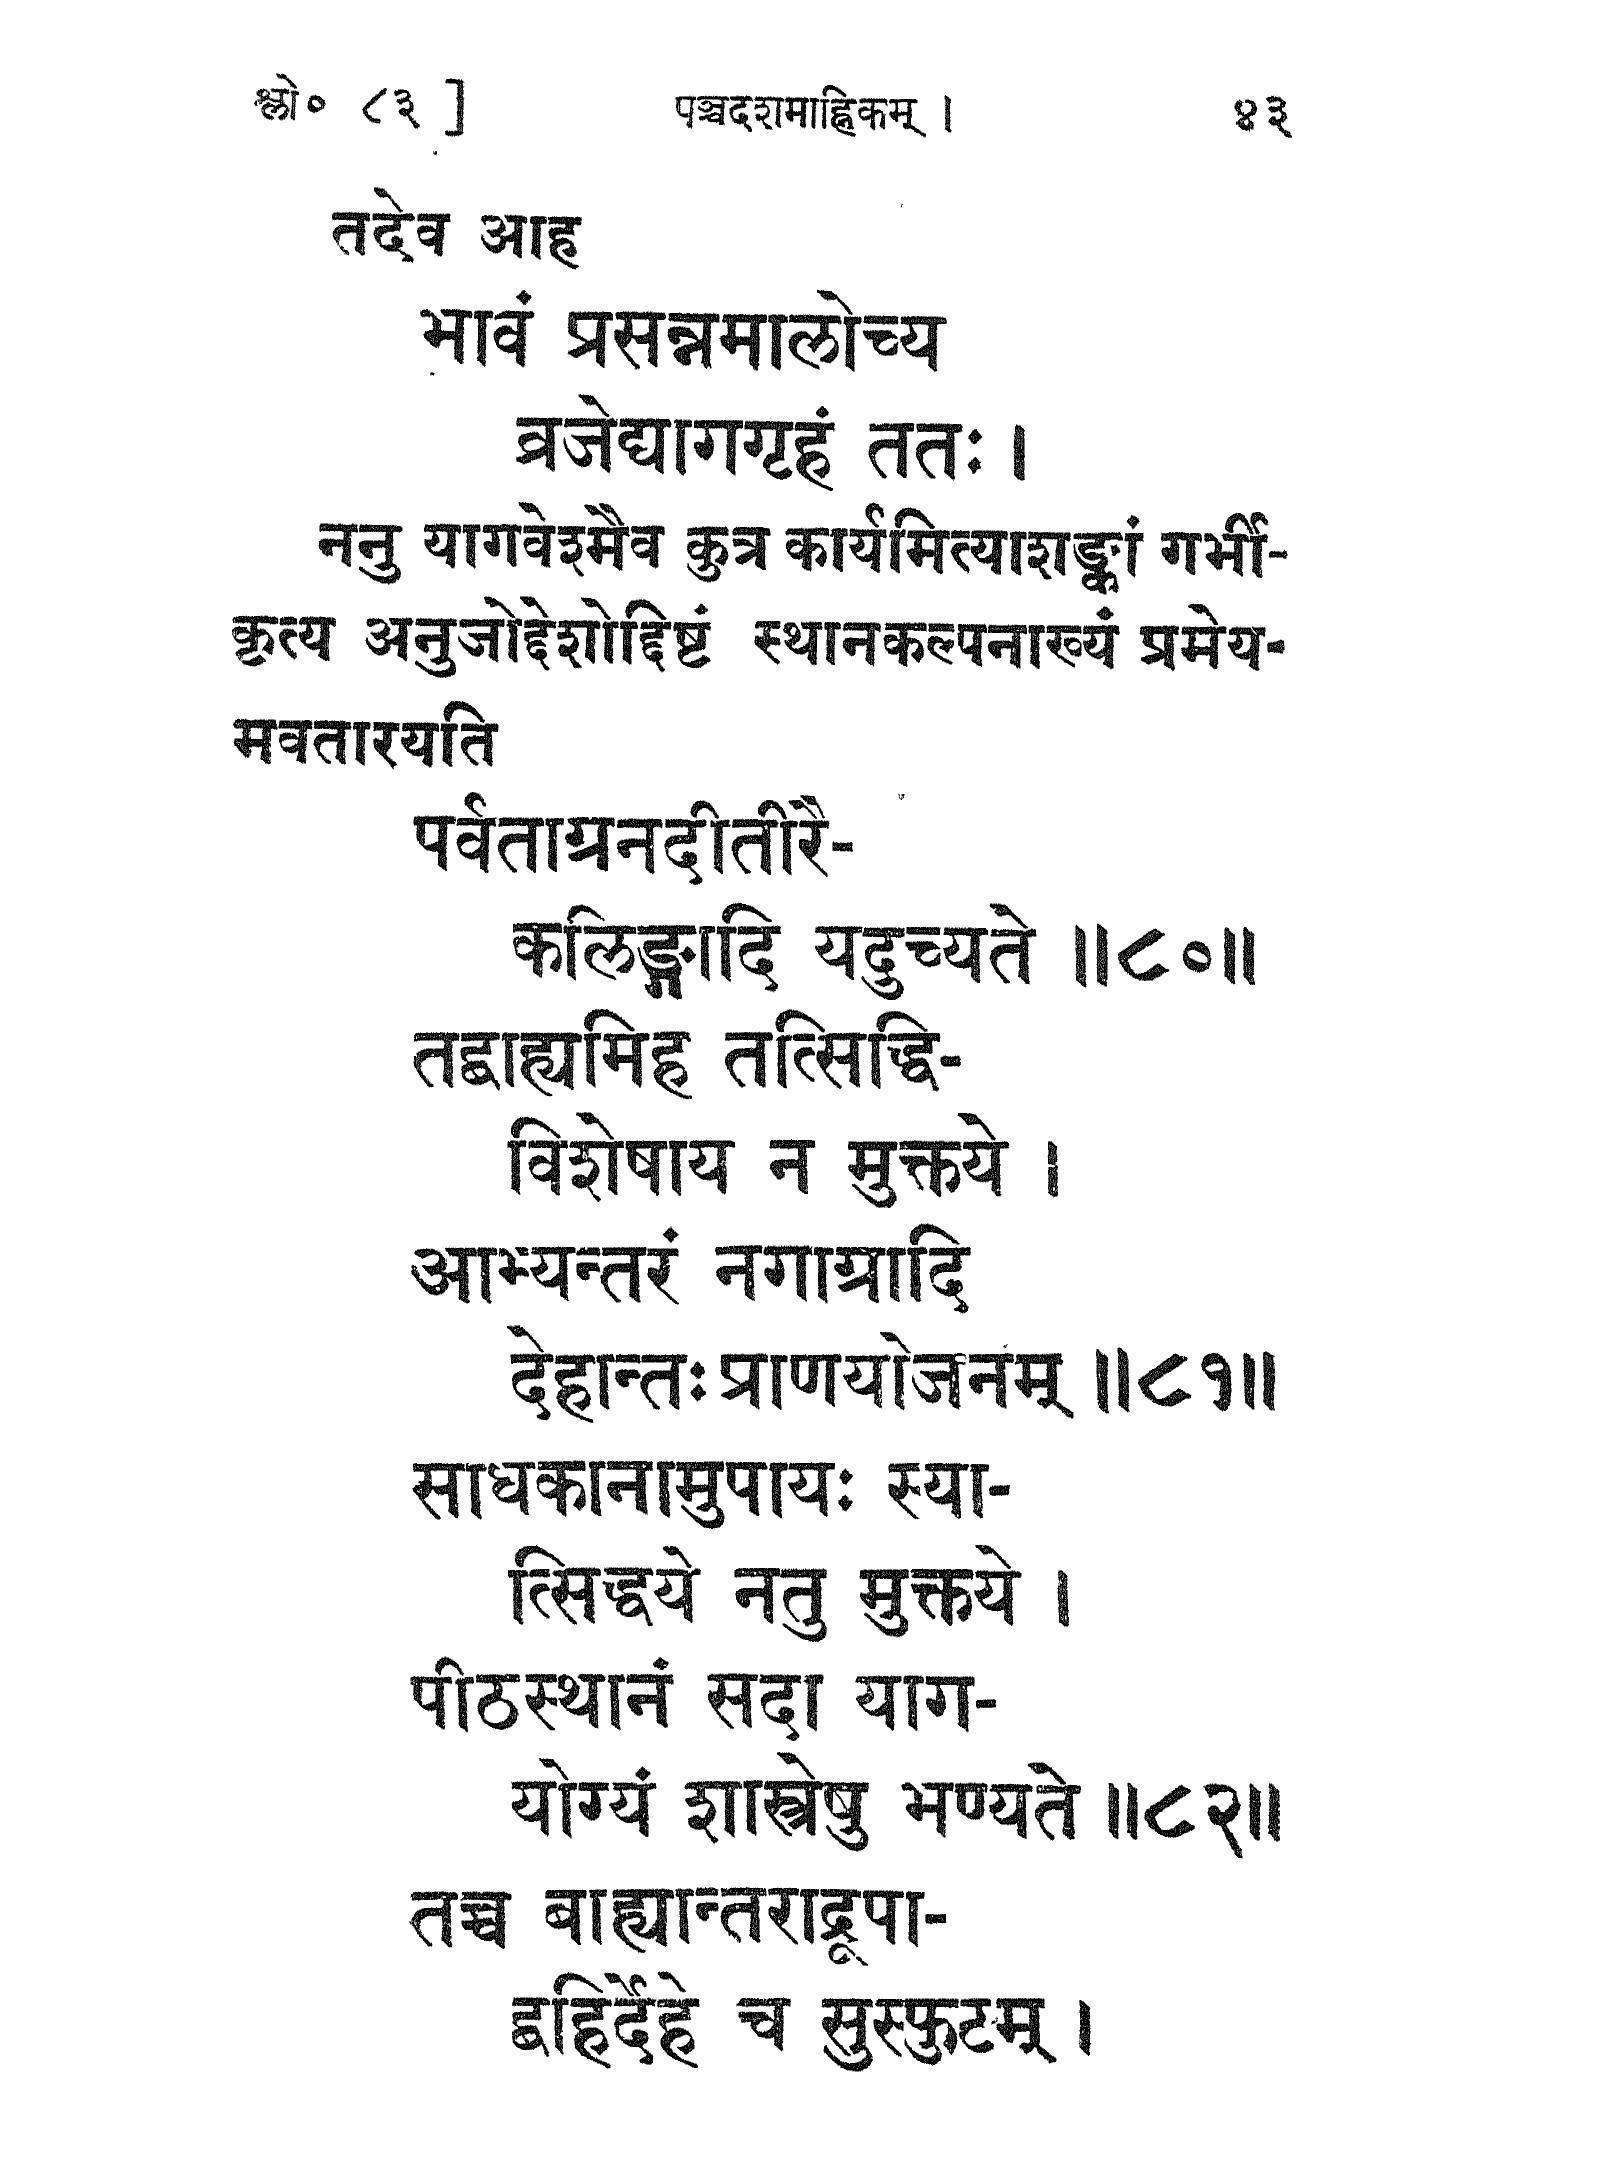 श्लो० ८३ ] पञ्चदशमाह्निकम् । ४३
तदेव आह
भावं प्रसन्नमालोच्य
व्रजेद्यागगृहं ततः ।
ननु यागवेश्मैव कुत्र कार्यमित्याशङ्कां गर्भी-
कृत्य अनुजोद्देशोद्दिष्टं स्थानकल्पनाख्यं प्रमेय-
मवतारयति
पर्वताग्रनदीतीरै-
कलिङ्गादि यदुच्यते ॥८०॥
तद्बाह्यमिह तत्सिद्धि-
विशेषाय न मुक्तये ।
आभ्यन्तरं नगाग्रादि
देहान्तः प्राणयोजनम् ॥८१॥
साधकानामुपायः स्या-
त्सिद्धये नतु मुक्तये ।
पीठस्थानं सदा याग-
योग्यं शास्त्रेषु भण्यते ॥८२॥
तच्च बाह्यान्तराद्रूपा-
द्बहिर्देहे च सुस्फुटम् ।